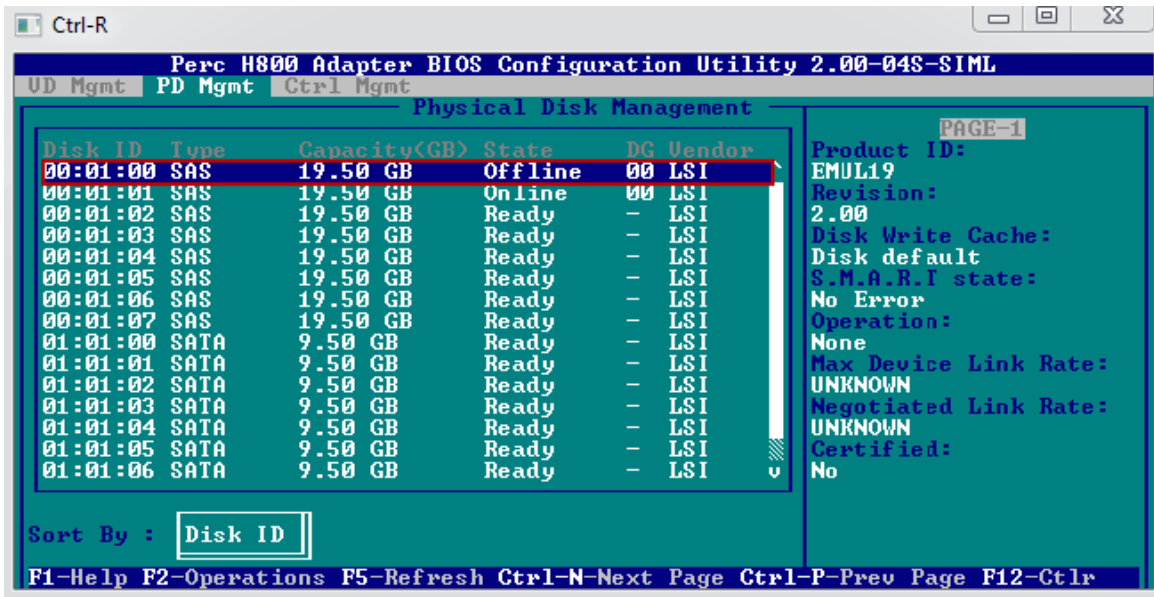 Ctrl-R
Perc H800 Adapter BIOS Configuration Utility 2.00-04S-SIML
VD Mgmt PD Mgmt Ctrl Mgmt
Physical Disk Management
Disk ID Type Capacity(GB) State DG Vendor
00:01:00 SAS 19.50 GB Offline 00 LSI
00:01:01 SAS 19.50 GB Online 00 LSI
00:01:02 SAS 19.50 GB Ready - LSI
00:01:03 SAS 19.50 GB Ready - LSI
00:01:04 SAS 19.50 GB Ready - LSI
00:01:05 SAS 19.50 GB Ready - LSI
00:01:06 SAS 19.50 GB Ready - LSI
00:01:07 SAS 19.50 GB Ready - LSI
01:01:00 SATA 9.50 GB Ready - LSI
01:01:01 SATA 9.50 GB Ready - LSI
01:01:02 SATA 9.50 GB Ready - LSI
01:01:03 SATA 9.50 GB Ready - LSI
01:01:04 SATA 9.50 GB Ready - LSI
01:01:05 SATA 9.50 GB Ready - LSI
01:01:06 SATA 9.50 GB Ready - LSI
Sort By : Disk ID
PAGE-1
Product ID:
EMUL19
Revision:
2.00
Disk Write Cache:
Disk default
S.M.A.R.T state:
No Error
Operation:
None
Max Device Link Rate:
UNKNOWN
Negotiated Link Rate:
UNKNOWN
Certified:
No
F1-Help F2-Operations F5-Refresh Ctrl-N-Next Page Ctrl-P-Prev Page F12-Ctlr